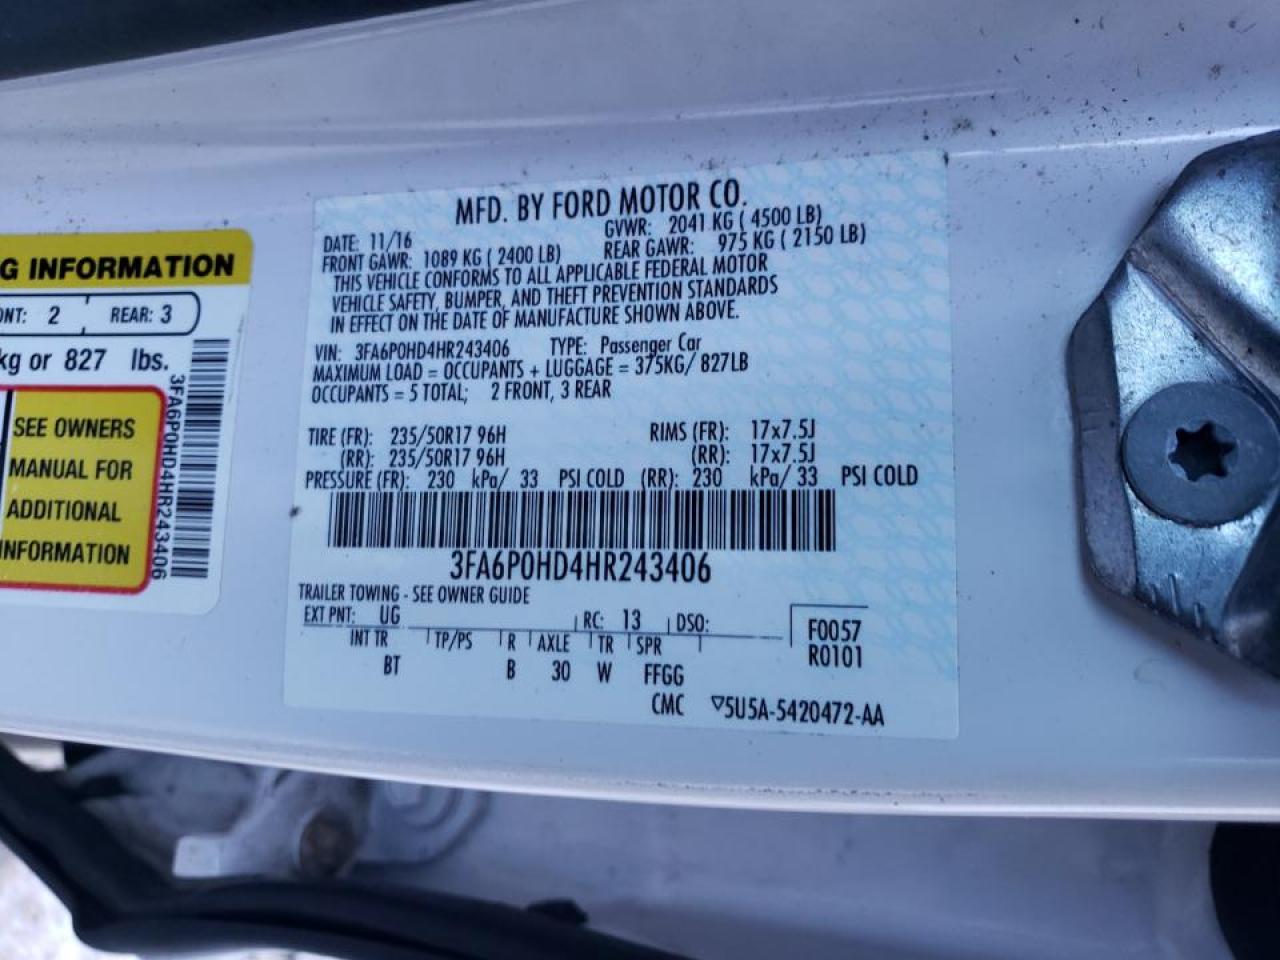 MFD. BY FORD MOTOR CO.
DATE: 11/16 GVWR: 2041 KG ( 4500 LB)
FRONT GAWR: 1089 KG ( 2400 LB) REAR GAWR: 975 KG ( 2150 LB)
THIS VEHICLE CONFORMS TO ALL APPLICABLE FEDERAL MOTOR
VEHICLE SAFETY, BUMPER, AND THEFT PREVENTION STANDARDS
IN EFFECT ON THE DATE OF MANUFACTURE SHOWN ABOVE.
VIN: 3FA6P0HD4HR243406 TYPE: Passenger Car
MAXIMUM LOAD = OCCUPANTS + LUGGAGE = 375KG/ 827LB
OCCUPANTS = 5 TOTAL; 2 FRONT, 3 REAR
TIRE (FR): 235/50R17 96H RIMS (FR): 17x7.5J
(RR): 235/50R17 96H (RR): 17x7.5J
PRESSURE (FR): 230 kPa/ 33 PSI COLD (RR): 230 kPa/ 33 PSI COLD
3FA6P0HD4HR243406
TRAILER TOWING - SEE OWNER GUIDE
EXT PNT: UG RC: 13 DSO: F0057
INT TR TP/PS R AXLE TR SPR R0101
BT B 30 W FFGG
CMC ▽5U5A-5420472-AA
G INFORMATION
ONT: 2 REAR: 3
kg or 827 lbs.
SEE OWNERS
MANUAL FOR
ADDITIONAL
INFORMATION
3FA6P0HD4HR243406